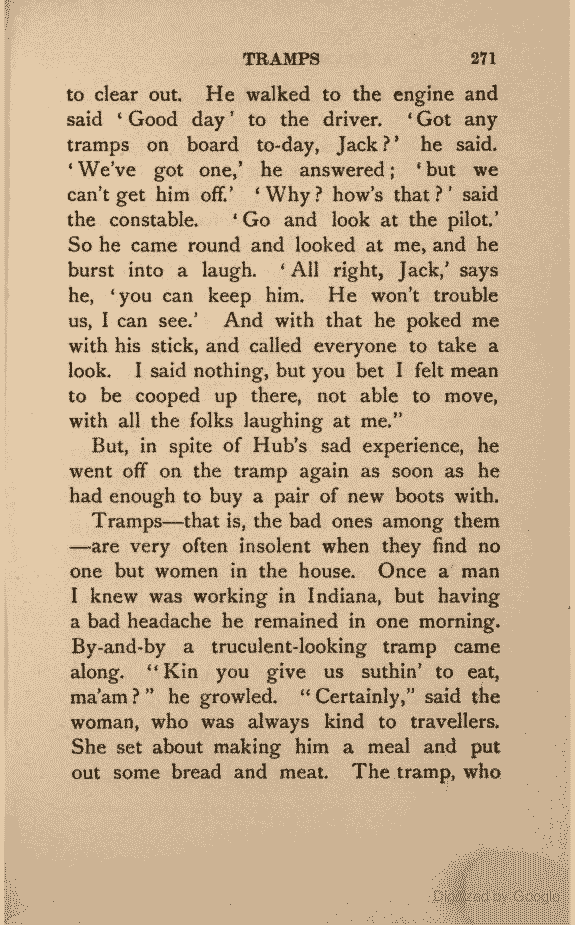 TRAMPS 271
to clear out. He walked to the engine and
said ‘Good day’ to the driver. ‘Got any
tramps on board to-day, Jack?’ he said.
‘We've got one,’ he answered; ‘but we
can't get him off.’ ‘Why? how's that?’ said
the constable. ‘Go and look at the pilot.’
So he came round and looked at me, and he
burst into a laugh. ‘All right, Jack,’ says
he, ‘you can keep him. He won't trouble
us, I can see.’ And with that he poked me
with his stick, and called everyone to take a
look. I said nothing, but you bet I felt mean
to be cooped up there, not able to move,
with all the folks laughing at me.”
But, in spite of Hub's sad experience, he
went off on the tramp again as soon as he
had enough to buy a pair of new boots with.
Tramps—that is, the bad ones among them
—are very often insolent when they find no
one but women in the house. Once a man
I knew was working in Indiana, but having
a bad headache he remained in one morning.
By-and-by a truculent-looking tramp came
along. “Kin you give us suthin’ to eat,
ma'am?” he growled. “Certainly,” said the
woman, who was always kind to travellers.
She set about making him a meal and put
out some bread and meat. The tramp, who
Digitized by Google